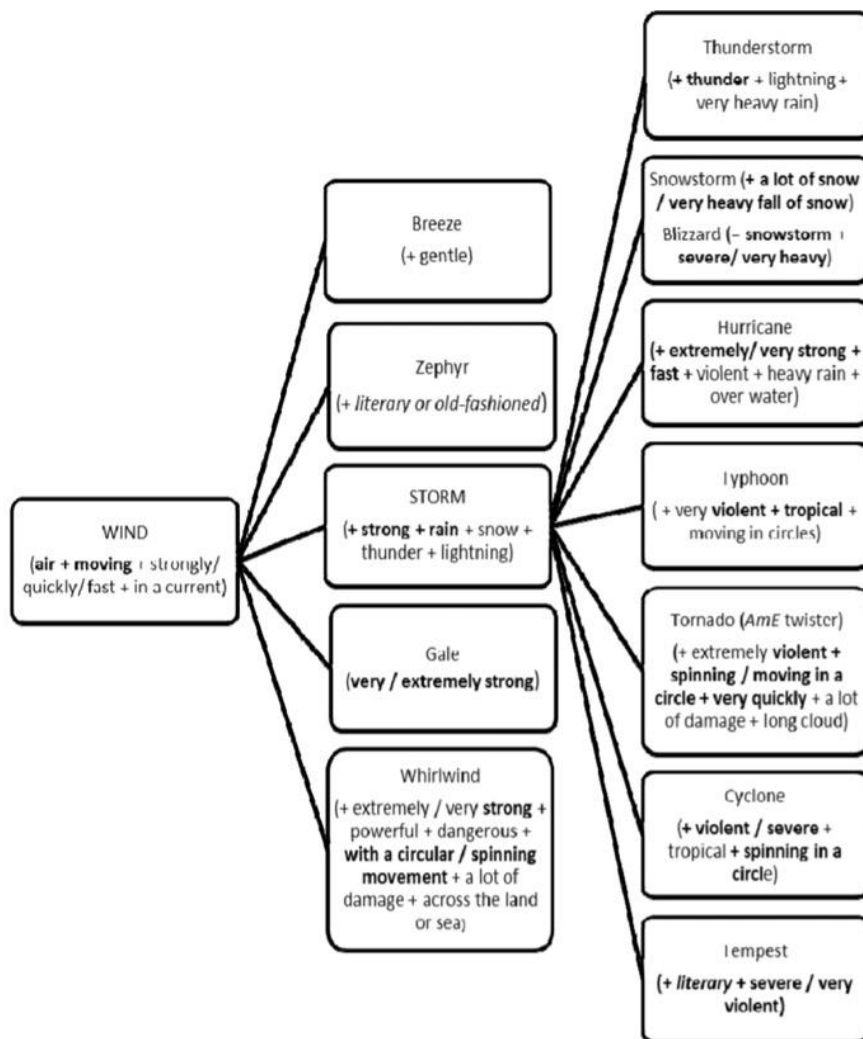 WIND
(air + moving + strongly/
quickly/ fast + in a current)
Breeze
(+ gentle)
Zephyr
(+ literary or old-fashioned)
STORM
(+ strong + rain + snow +
thunder + lightning)
Gale
(very / extremely strong)
Whirlwind
(+ extremely / very strong +
powerful + dangerous +
with a circular / spinning
movement + a lot of
damage + across the land
or sea)
Thunderstorm
(+ thunder + lightning +
very heavy rain)
Snowstorm (+ a lot of snow
/ very heavy fall of snow)
Blizzard (– snowstorm +
severe/ very heavy)
Hurricane
(+ extremely/ very strong +
fast + violent + heavy rain +
over water)
Typhoon
( + very violent + tropical +
moving in circles)
Tornado (AmE twister)
(+ extremely violent +
spinning / moving in a
circle + very quickly + a lot
of damage + long cloud)
Cyclone
(+ violent / severe +
tropical + spinning in a
circle)
Tempest
(+ literary + severe / very
violent)